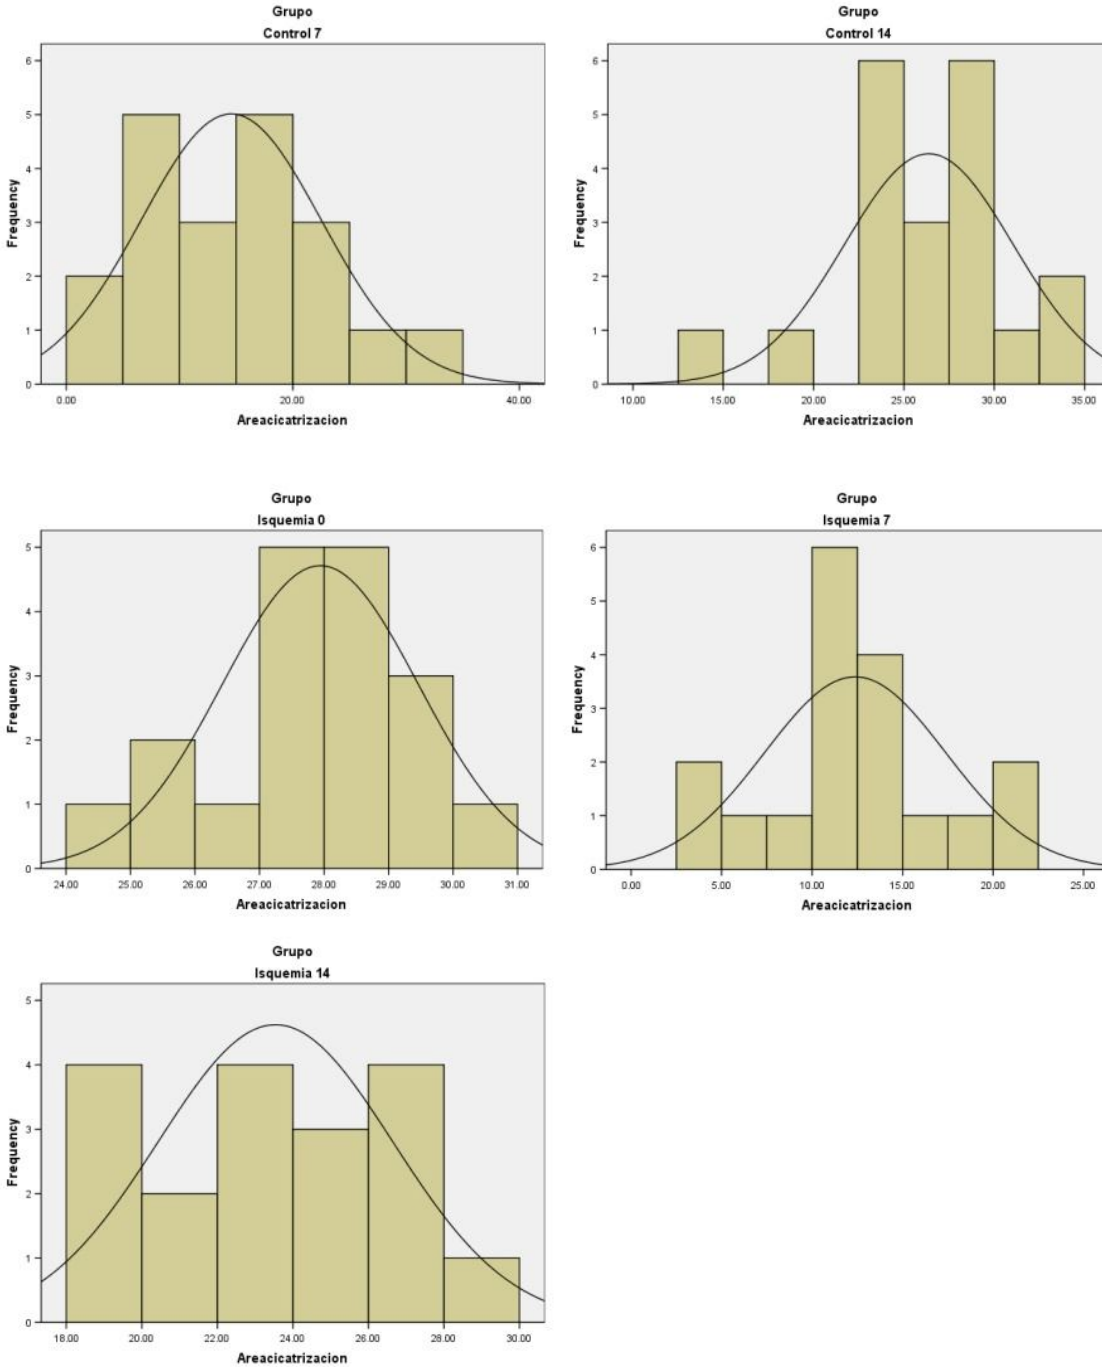 Grupo
Control 7
6
5
4
3
2
1
0
Frequency
0.00 20.00 40.00
Areacicatrizacion
Grupo
Control 14
6
5
4
3
2
1
0
Frequency
10.00 15.00 20.00 25.00 30.00 35.00
Areacicatrizacion
Grupo
Isquemia 0
5
4
3
2
1
0
Frequency
24.00 25.00 26.00 27.00 28.00 29.00 30.00 31.00
Areacicatrizacion
Grupo
Isquemia 7
6
5
4
3
2
1
0
Frequency
0.00 5.00 10.00 15.00 20.00 25.00
Areacicatrizacion
Grupo
Isquemia 14
5
4
3
2
1
0
Frequency
18.00 20.00 22.00 24.00 26.00 28.00 30.00
Areacicatrizacion